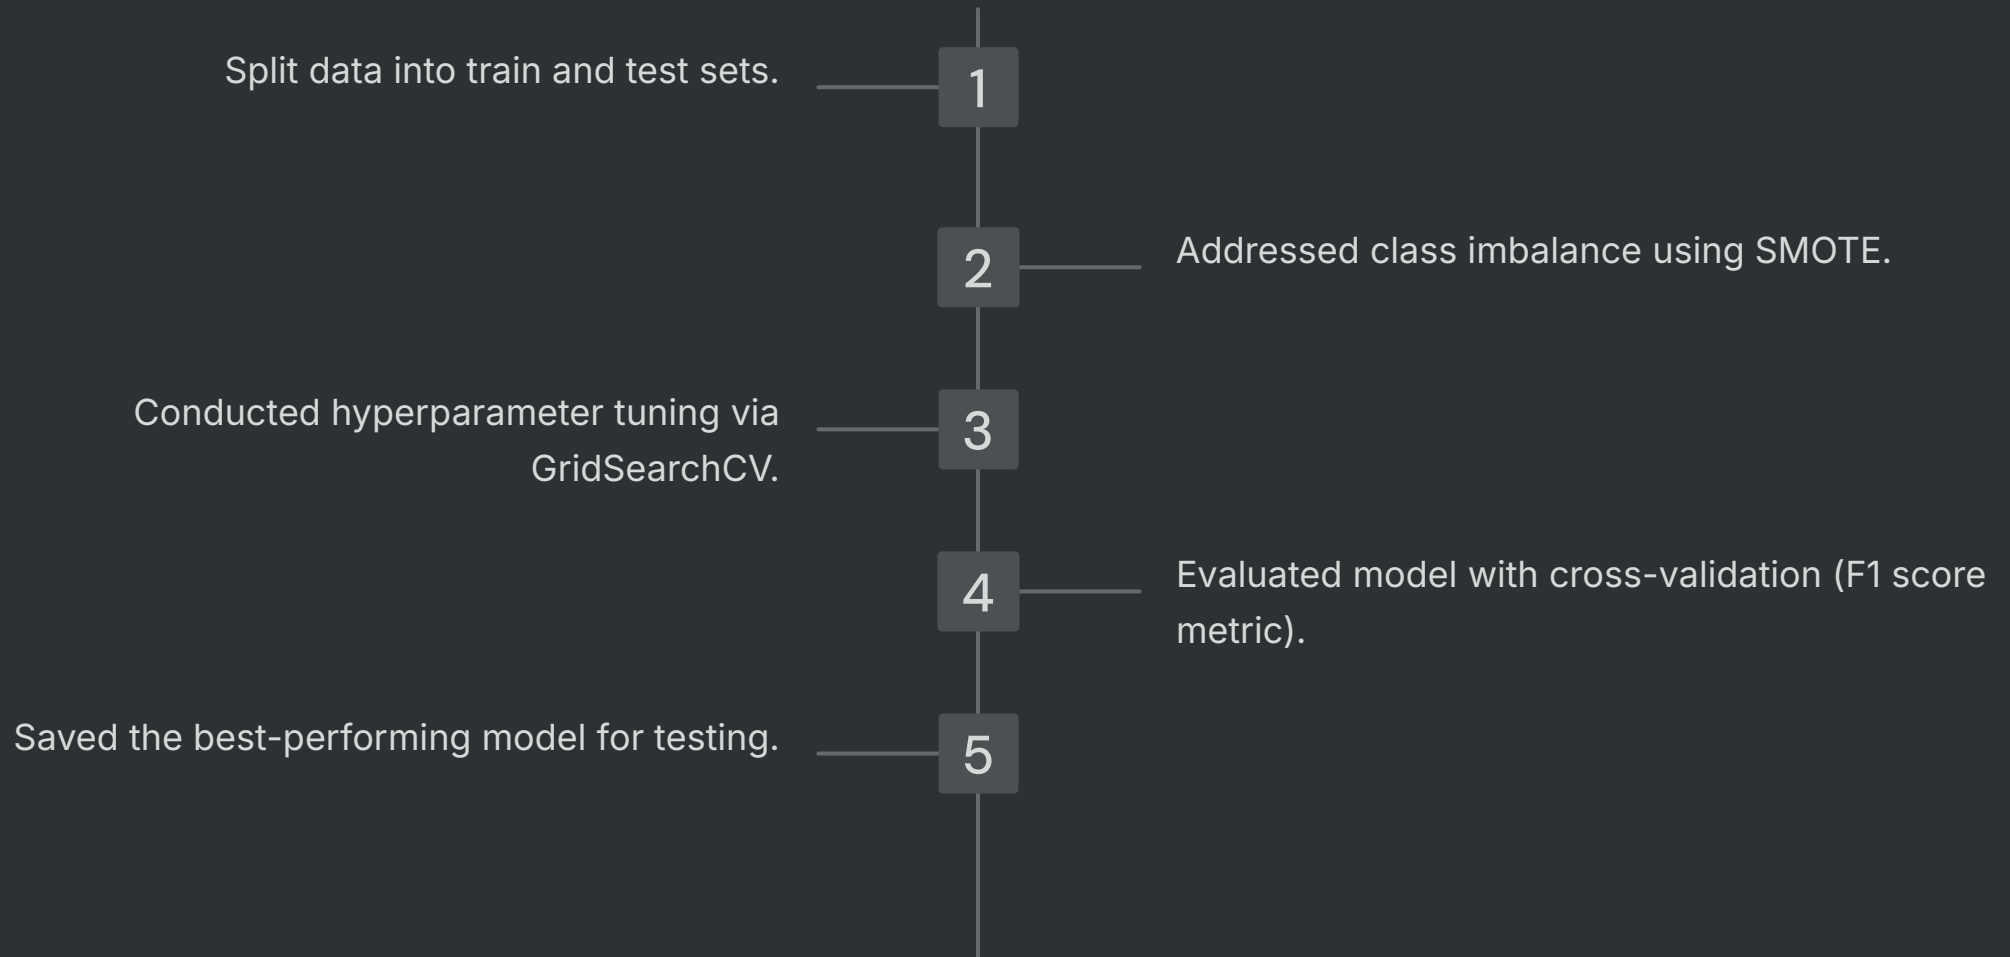 Split data into train and test sets.
1
2
Addressed class imbalance using SMOTE.
Conducted hyperparameter tuning via
GridSearchCV.
3
4
Evaluated model with cross-validation (F1 score
metric).
Saved the best-performing model for testing.
5